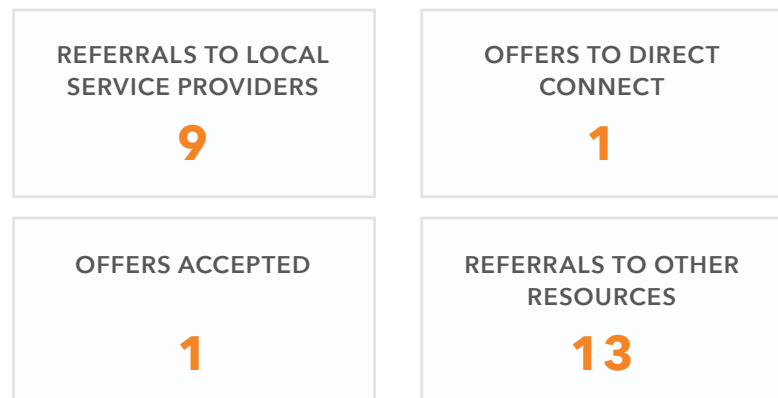 REFERRALS TO LOCAL
SERVICE PROVIDERS
9
OFFERS TO DIRECT
CONNECT
1
OFFERS ACCEPTED
1
REFERRALS TO OTHER
RESOURCES
13